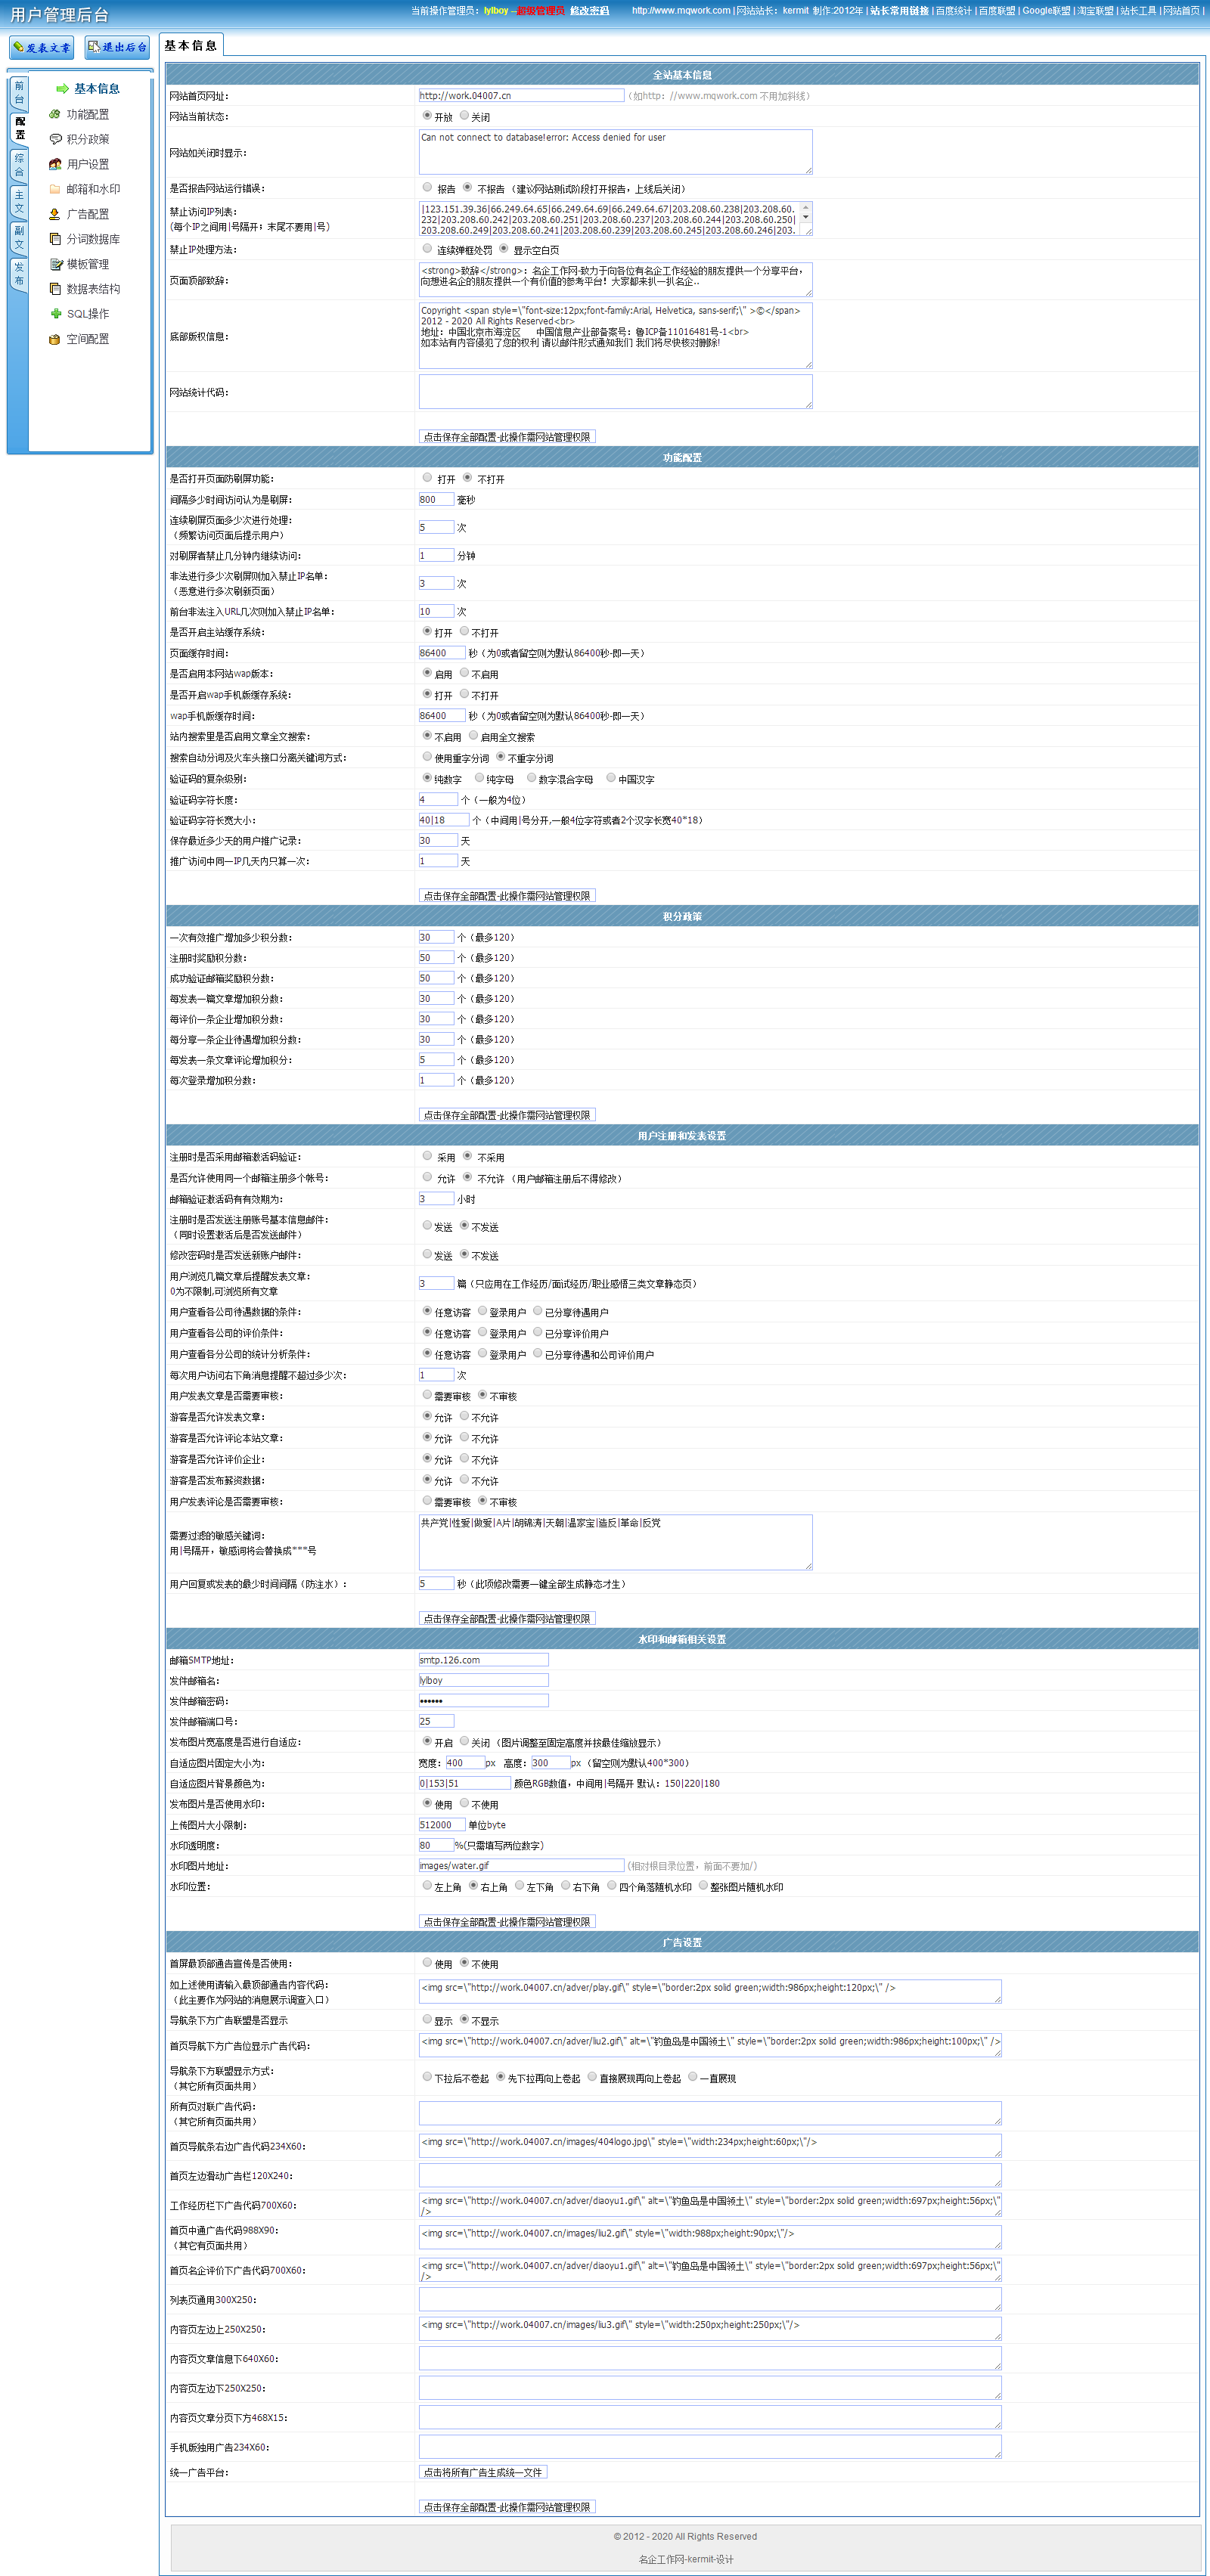 用户管理后台
当前操作管理员：lylboy --超级管理员 修改密码
http://www.mqwork.com | 网站站长：kermit 制作:2012年 | 站长常用链接 | 百度统计 | 百度联盟 | Google联盟 | 淘宝联盟 | 站长工具 | 网站首页 |
发表文章
退出后台
前台
配置
综合
主文
副文
发布
基本信息
功能配置
积分政策
用户设置
邮箱和水印
广告配置
分词数据库
模板管理
数据表结构
SQL操作
空间配置
基本信息
全站基本信息
网站首页网址： http://work.04007.cn （如http：//www.mqwork.com 不用加斜线）
网站当前状态： 开放 关闭
网站如关闭时显示： Can not connect to database!error: Access denied for user
是否报告网站运行错误： 报告 不报告 （建议网站测试阶段打开报告，上线后关闭）
禁止访问IP列表：
(每个IP之间用|号隔开；末尾不要用|号)
|123.151.39.36|66.249.64.65|66.249.64.69|66.249.64.67|203.208.60.238|203.208.60.
232|203.208.60.242|203.208.60.251|203.208.60.237|203.208.60.244|203.208.60.250|
203.208.60.249|203.208.60.241|203.208.60.239|203.208.60.245|203.208.60.246|203.
禁止IP处理方法： 连续弹框处罚 显示空白页
页面顶部致辞：
<strong>致辞</strong>：名企工作网-致力于向各位有名企工作经验的朋友提供一个分享平台，
向想进名企的朋友提供一个有价值的参考平台！大家都来扒一扒名企..
底部版权信息：
Copyright <span style=\"font-size:12px;font-family:Arial, Helvetica, sans-serif;\" >©</span>
2012 - 2020 All Rights Reserved<br>
地址：中国北京市海淀区 中国信息产业部备案号：鲁ICP备11016481号-1<br>
如本站有内容侵犯了您的权利 请以邮件形式通知我们 我们将尽快核对删除!
网站统计代码：
点击保存全部配置-此操作需网站管理权限
功能配置
是否打开页面防刷屏功能： 打开 不打开
间隔多少时间访问认为是刷屏： 800 毫秒
连续刷屏页面多少次进行处理：
（频繁访问页面后提示用户）
5 次
对刷屏者禁止几分钟内继续访问： 1 分钟
非法进行多少次刷屏则加入禁止IP名单：
（恶意进行多次刷新页面）
3 次
前台非法注入URL几次则加入禁止IP名单： 10 次
是否开启主站缓存系统： 打开 不打开
页面缓存时间： 86400 秒（为0或者留空则为默认86400秒-即一天）
是否启用本网站wap版本： 启用 不启用
是否开启wap手机版缓存系统： 打开 不打开
wap手机版缓存时间： 86400 秒（为0或者留空则为默认86400秒-即一天）
站内搜索里是否启用文章全文搜索： 不启用 启用全文搜索
搜索自动分词及火车头接口分离关键词方式： 使用重字分词 不重字分词
验证码的复杂级别： 纯数字 纯字母 数字混合字母 中国汉字
验证码字符长度： 4 个（一般为4位）
验证码字符长宽大小： 40|18 个（中间用|号分开,一般4位字符或者2个汉字长宽40*18）
保存最近多少天的用户推广记录： 30 天
推广访问中同一IP几天内只算一次： 1 天
点击保存全部配置-此操作需网站管理权限
积分政策
一次有效推广增加多少积分数： 30 个（最多120）
注册时奖励积分数： 50 个（最多120）
成功验证邮箱奖励积分数： 50 个（最多120）
每发表一篇文章增加积分数： 30 个（最多120）
每评价一条企业增加积分数： 30 个（最多120）
每分享一条企业待遇增加积分数： 30 个（最多120）
每发表一条文章评论增加积分： 5 个（最多120）
每次登录增加积分数： 1 个（最多120）
点击保存全部配置-此操作需网站管理权限
用户注册和发表设置
注册时是否采用邮箱激活码验证： 采用 不采用
是否允许使用同一个邮箱注册多个帐号： 允许 不允许 （用户邮箱注册后不得修改）
邮箱验证激活码有有效期为： 3 小时
注册时是否发送注册账号基本信息邮件：
（同时设置激活后是否发送邮件）
发送 不发送
修改密码时是否发送新账户邮件： 发送 不发送
用户浏览几篇文章后提醒发表文章：
0为不限制,可浏览所有文章
3 篇（只应用在工作经历/面试经历/职业感悟三类文章静态页）
用户查看各公司待遇数据的条件： 任意访客 登录用户 已分享待遇用户
用户查看各公司的评价条件： 任意访客 登录用户 已分享评价用户
用户查看各分公司的统计分析条件： 任意访客 登录用户 已分享待遇和公司评价用户
每次用户访问右下角消息提醒不超过多少次： 1 次
用户发表文章是否需要审核： 需要审核 不审核
游客是否允许发表文章： 允许 不允许
游客是否允许评论本站文章： 允许 不允许
游客是否允许评价企业： 允许 不允许
游客是否发布薪资数据： 允许 不允许
用户发表评论是否需要审核： 需要审核 不审核
需要过滤的敏感关键词：
用|号隔开，敏感词将会替换成***号
共产党|性爱|做爱|A片|胡锦涛|天朝|温家宝|造反|革命|反党
用户回复或发表的最少时间间隔（防注水）： 5 秒（此项修改需要一键全部生成静态才生）
点击保存全部配置-此操作需网站管理权限
水印和邮箱相关设置
邮箱SMTP地址： smtp.126.com
发件邮箱名： lylboy
发件邮箱密码： ••••••
发件邮箱端口号： 25
发布图片宽高度是否进行自适应： 开启 关闭 （图片调整至固定高度并按最佳缩放显示）
自适应图片固定大小为： 宽度：400px 高度：300px （留空则为默认400*300）
自适应图片背景颜色为： 0|153|51 颜色RGB数值，中间用|号隔开 默认：150|220|180
发布图片是否使用水印： 使用 不使用
上传图片大小限制： 512000 单位byte
水印透明度： 80 %(只需填写两位数字)
水印图片地址： images/water.gif (相对根目录位置，前面不要加/)
水印位置： 左上角 右上角 左下角 右下角 四个角落随机水印 整张图片随机水印
点击保存全部配置-此操作需网站管理权限
广告设置
首屏最顶部通告宣传是否使用： 使用 不使用
如上述使用请输入最顶部通告内容代码：
（此主要作为网站的消息展示调查入口）
<img src=\"http://work.04007.cn/adver/play.gif\" style=\"border:2px solid green;width:986px;height:120px;\" />
导航条下方广告联盟是否显示 显示 不显示
首页导航下方广告位显示广告代码： <img src=\"http://work.04007.cn/adver/liu2.gif\" alt=\"钓鱼岛是中国领土\" style=\"border:2px solid green;width:986px;height:100px;\" />
导航条下方联盟显示方式：
（其它所有页面共用）
下拉后不卷起 先下拉再向上卷起 直接展现再向上卷起 一直展现
所有页对联广告代码：
（其它所有页面共用）
首页导航条右边广告代码234X60： <img src=\"http://work.04007.cn/images/404logo.jpg\" style=\"width:234px;height:60px;\"/>
首页左边滑动广告栏120X240：
工作经历栏下广告代码700X60：
<img src=\"http://work.04007.cn/adver/diaoyu1.gif\" alt=\"钓鱼岛是中国领土\" style=\"border:2px solid green;width:697px;height:56px;\"
/>
首页中通广告代码988X90：
（其它有页面共用）
<img src=\"http://work.04007.cn/images/liu2.gif\" style=\"width:988px;height:90px;\"/>
首页名企评价下广告代码700X60：
<img src=\"http://work.04007.cn/adver/diaoyu1.gif\" alt=\"钓鱼岛是中国领土\" style=\"border:2px solid green;width:697px;height:56px;\"
/>
列表页通用300X250：
内容页左边上250X250： <img src=\"http://work.04007.cn/images/liu3.gif\" style=\"width:250px;height:250px;\"/>
内容页文章信息下640X60：
内容页左边下250X250：
内容页文章分页下方468X15：
手机版独用广告234X60：
统一广告平台： 点击将所有广告生成统一文件
点击保存全部配置-此操作需网站管理权限
© 2012 - 2020 All Rights Reserved
名企工作网-kermit-设计